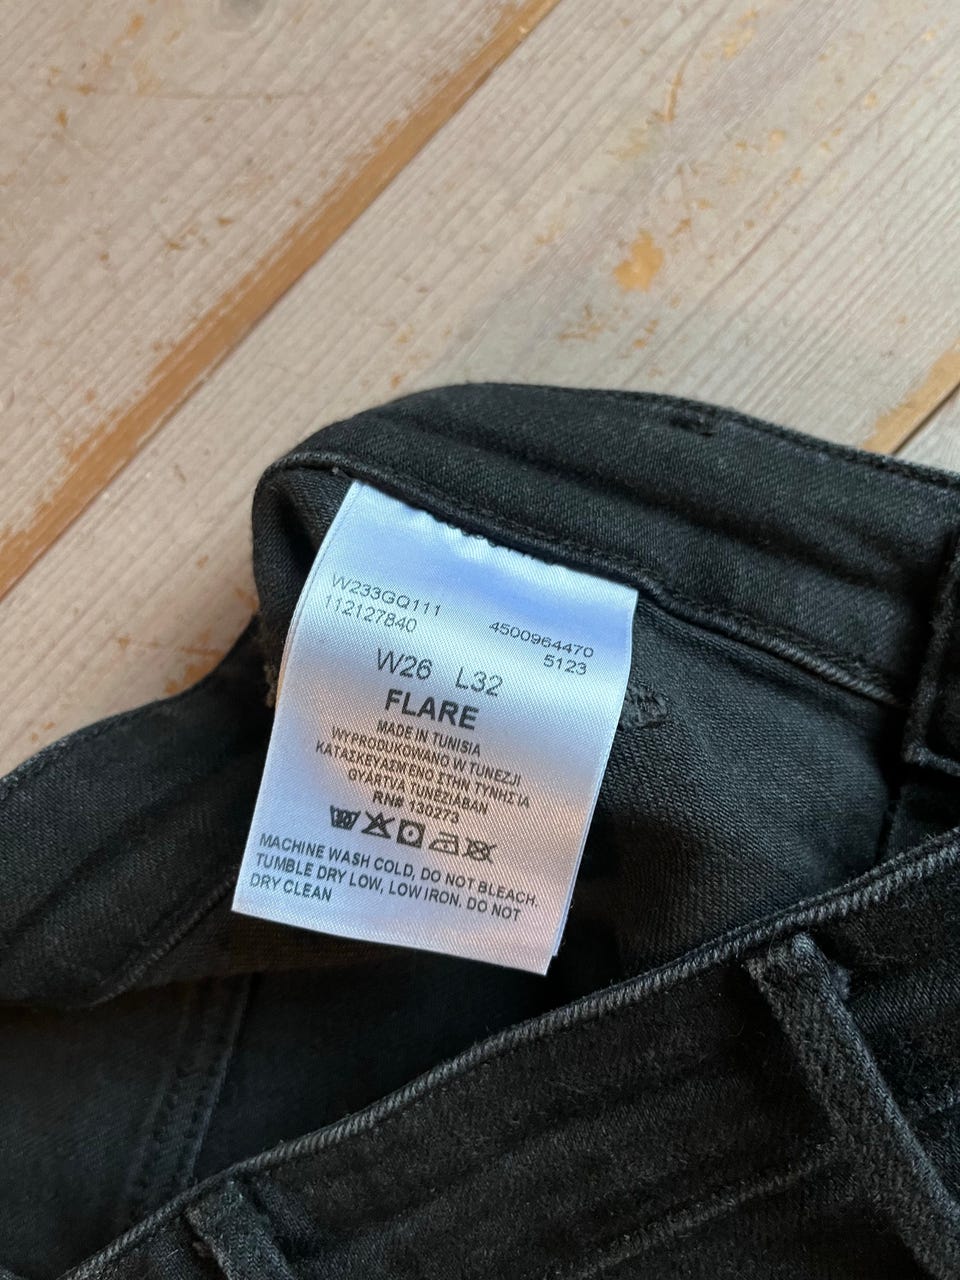 W233GQ111
112127840
4500964470
5123
W26 L32
FLARE
MADE IN TUNISIA
WYPRODUKOWANO W TUNEZJI
ΚΑΤΑΣΚΕΥΑΣΜΕΝΟ ΣΤΗΝ ΤΥΝΗΣΙΑ
GYÁRTVA TUNÉZIÁBAN
RN# 130273
MACHINE WASH COLD, DO NOT BLEACH.
TUMBLE DRY LOW, LOW IRON. DO NOT
DRY CLEAN